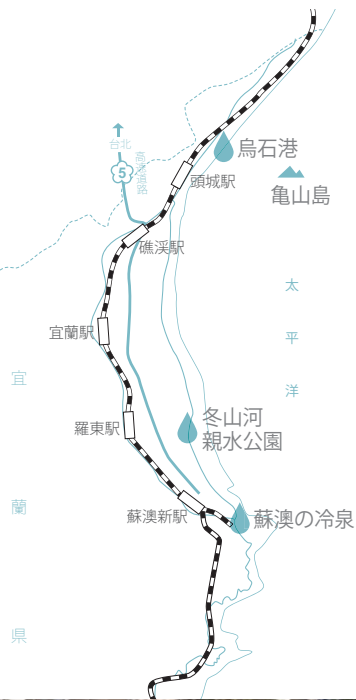 台北
高速道路
5
烏石港
頭城駅
亀山島
礁渓駅
太平洋
宜蘭駅
宜蘭県
冬山河
親水公園
羅東駅
蘇澳新駅
蘇澳の冷泉